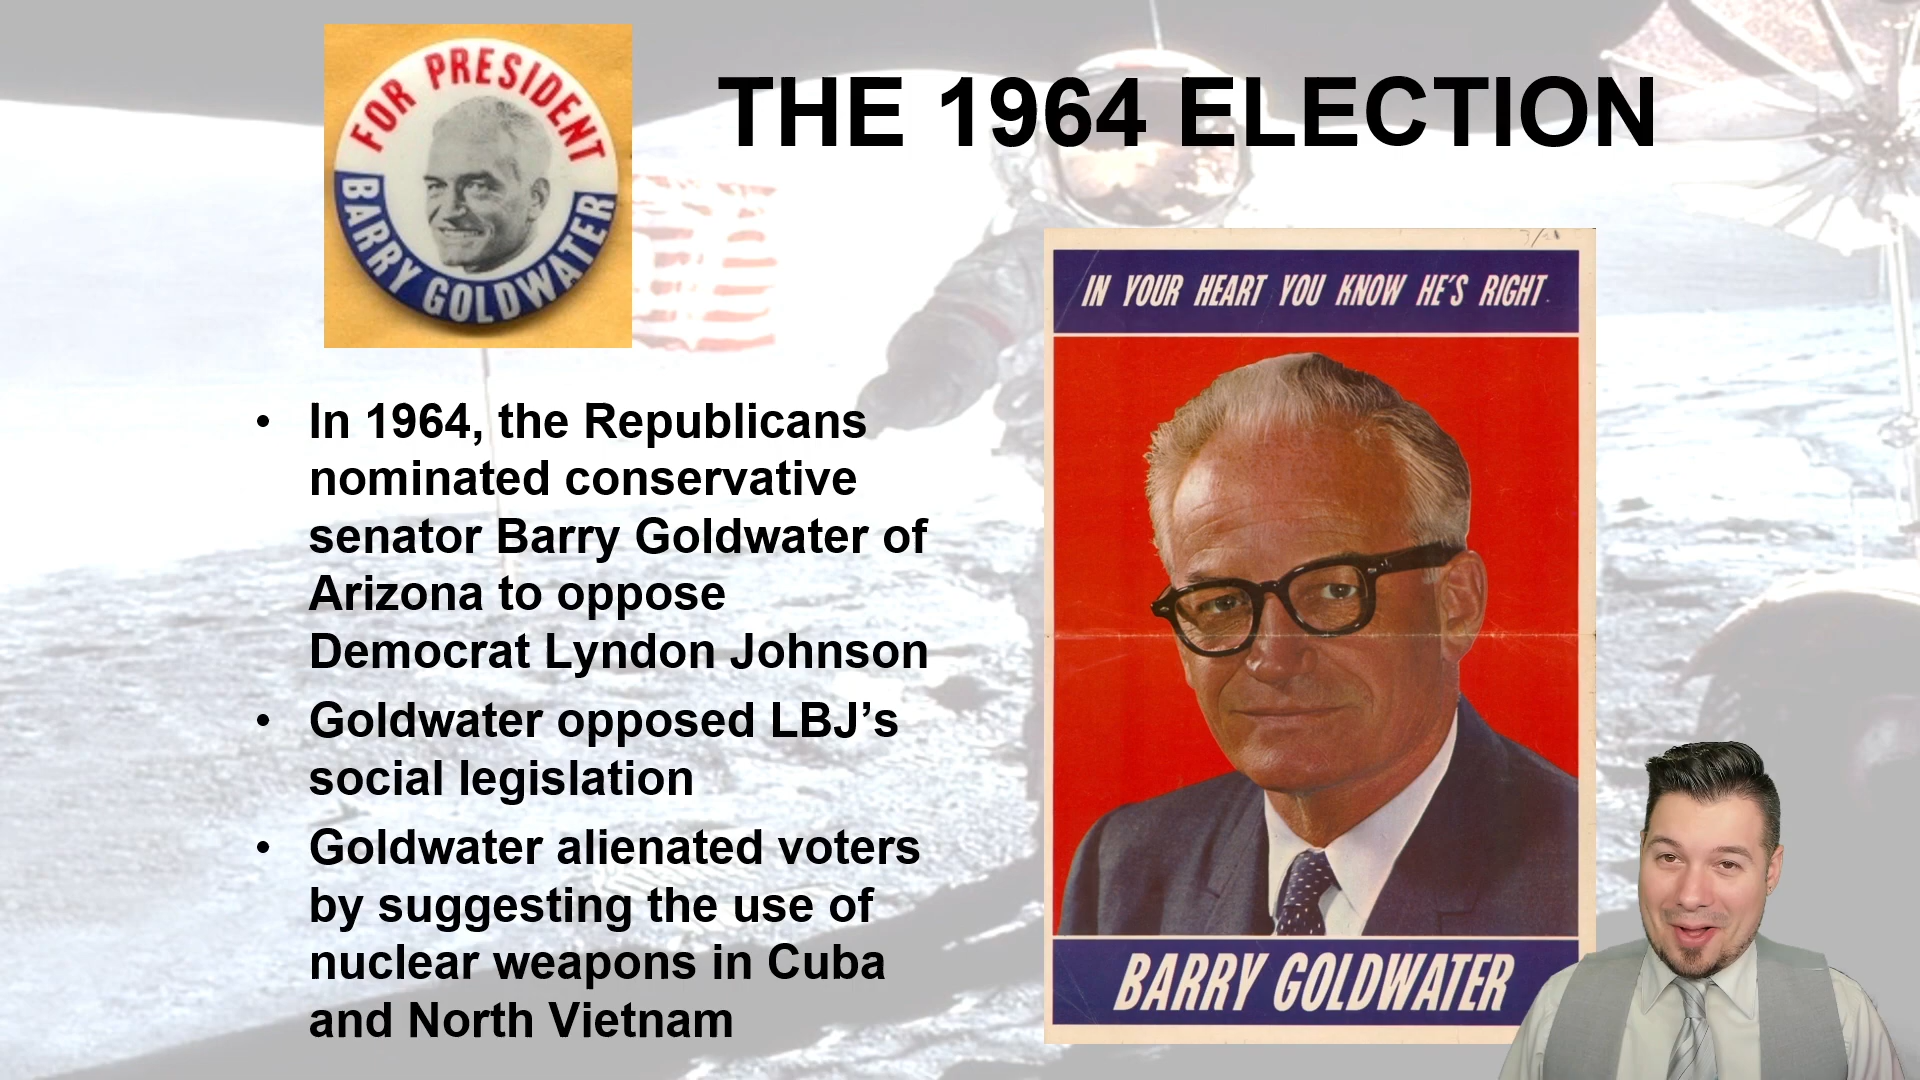 FOR PRESIDENT
BARRY GOLDWATER
THE 1964 ELECTION
• In 1964, the Republicans
nominated conservative
senator Barry Goldwater of
Arizona to oppose
Democrat Lyndon Johnson
• Goldwater opposed LBJ’s
social legislation
• Goldwater alienated voters
by suggesting the use of
nuclear weapons in Cuba
and North Vietnam
IN YOUR HEART YOU KNOW HE'S RIGHT.
BARRY GOLDWATER